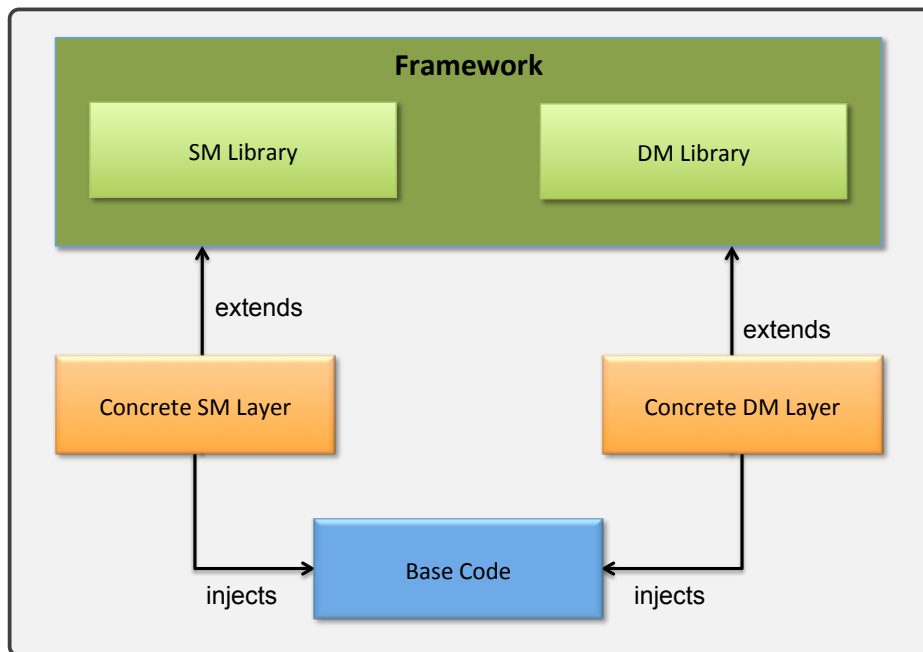 Framework
SM Library
DM Library
extends
extends
Concrete SM Layer
Concrete DM Layer
Base Code
injects
injects